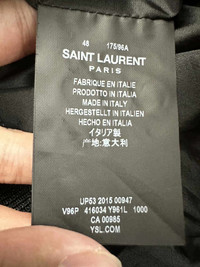 48 175/96A
SAINT LAURENT
PARIS
FABRIQUE EN ITALIE
PRODOTTO IN ITALIA
MADE IN ITALY
HERGESTELLT IN ITALIEN
HECHO EN ITALIA
イタリア製
产地:意大利
UP53 2015 00947
V96P 416034 Y961L 1000
CA 00985
YSL.COM